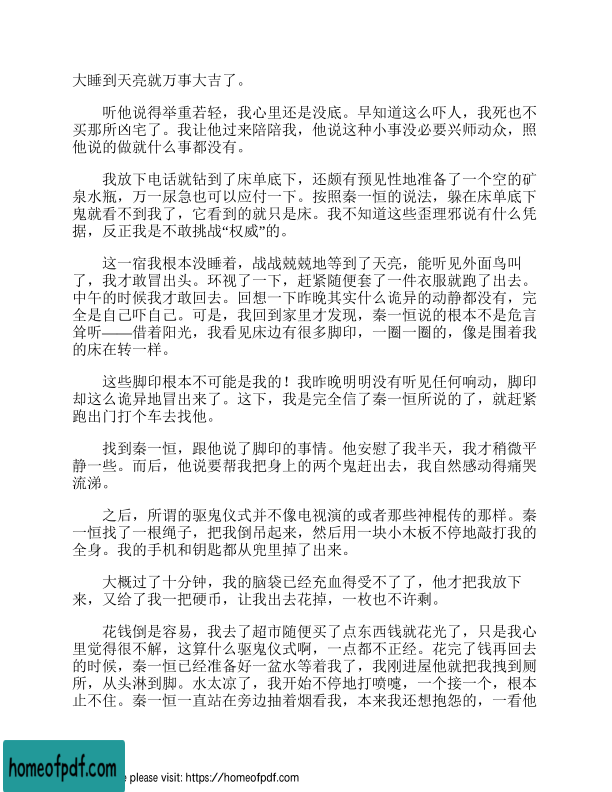 大睡到天亮就万事大吉了。
听他说得举重若轻，我心里还是没底。早知道这么吓人，我死也不
买那所凶宅了。我让他过来陪陪我，他说这种小事没必要兴师动众，照
他说的做就什么事都没有。
我放下电话就钻到了床单底下，还颇有预见性地准备了一个空的矿
泉水瓶，万一尿急也可以应付一下。按照秦一恒的说法，躲在床单底下
鬼就看不到我了，它看到的就只是床。我不知道这些歪理邪说有什么凭
据，反正我是不敢挑战“权威”的。
这一宿我根本没睡着，战战兢兢地等到了天亮，能听见外面鸟叫
了，我才敢冒出头。环视了一下，赶紧随便套了一件衣服就跑了出去。
中午的时候我才敢回去。回想一下昨晚其实什么诡异的动静都没有，完
全是自己吓自己。可是，我回到家里才发现，秦一恒说的根本不是危言
耸听——借着阳光，我看见床边有很多脚印，一圈一圈的，像是围着我
的床在转一样。
这些脚印根本不可能是我的！我昨晚明明没有听见任何响动，脚印
却这么诡异地冒出来了。这下，我是完全信了秦一恒所说的了，就赶紧
跑出门打个车去找他。
找到秦一恒，跟他说了脚印的事情。他安慰了我半天，我才稍微平
静一些。而后，他说要帮我把身上的两个鬼赶出去，我自然感动得痛哭
流涕。
之后，所谓的驱鬼仪式并不像电视演的或者那些神棍传的那样。秦
一恒找了一根绳子，把我倒吊起来，然后用一块小木板不停地敲打我的
全身。我的手机和钥匙都从兜里掉了出来。
大概过了十分钟，我的脑袋已经充血得受不了了，他才把我放下
来，又给了我一把硬币，让我出去花掉，一枚也不许剩。
花钱倒是容易，我去了超市随便买了点东西钱就花光了，只是我心
里觉得很不解，这算什么驱鬼仪式啊，一点都不正经。花完了钱再回去
的时候，秦一恒已经准备好一盆水等着我了，我刚进屋他就把我拽到厕
所，从头淋到脚。水太凉了，我开始不停地打喷嚏，一个接一个，根本
止不住。秦一恒一直站在旁边抽着烟看我，本来我还想抱怨的，一看他
homeofpdf.com
e please visit: https://homeofpdf.com